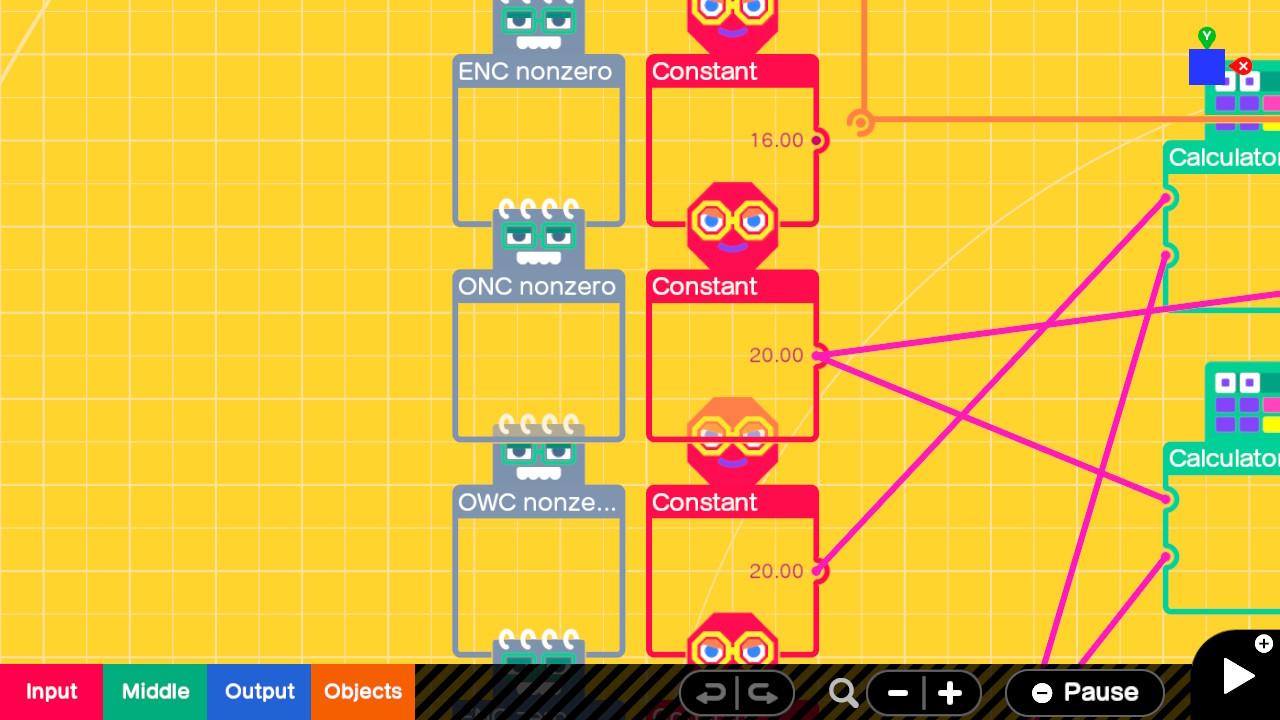 ENC nonzero
Constant
16.00
Calculator
ONC nonzero
Constant
20.00
Calculator
OWC nonze...
Constant
20.00
Y
Input
Middle
Output
Objects
Pause